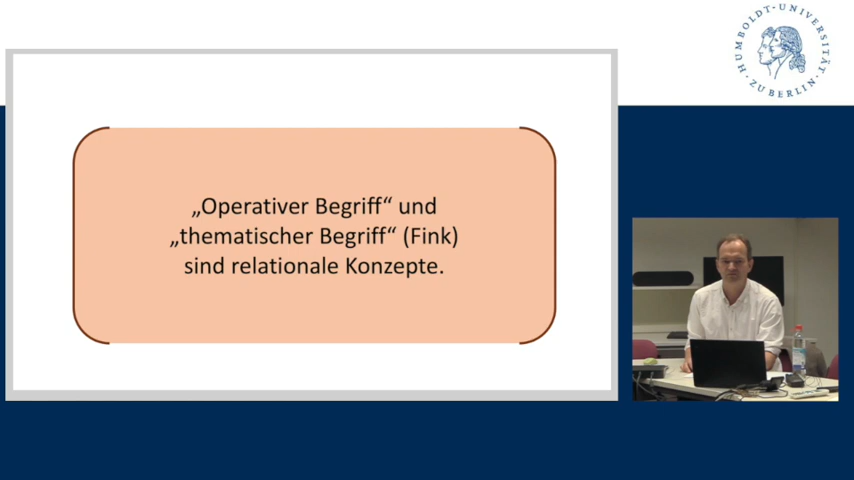 „Operativer Begriff“ und
„thematischer Begriff“ (Fink)
sind relationale Konzepte.
HUMBOLDT-UNIVERSITÄT
ZU BERLIN